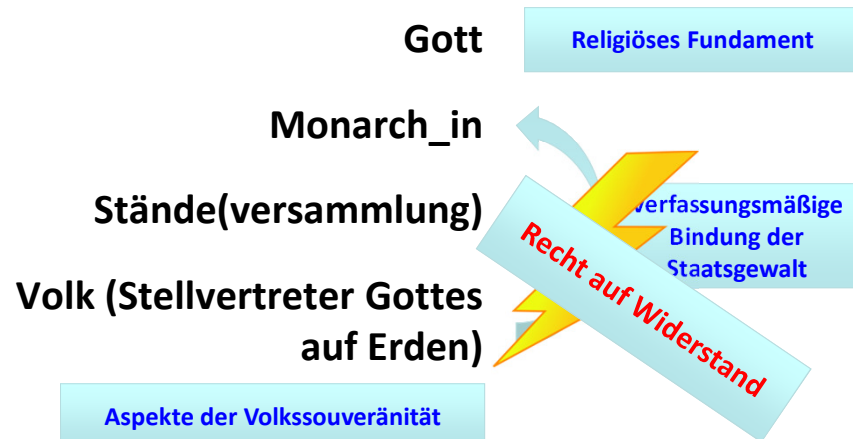 Gott
Religiöses Fundament
Monarch_in
Stände(versammlung)
Verfassungsmäßige
Bindung der
Staatsgewalt
Recht auf Widerstand
Volk (Stellvertreter Gottes
auf Erden)
Aspekte der Volkssouveränität